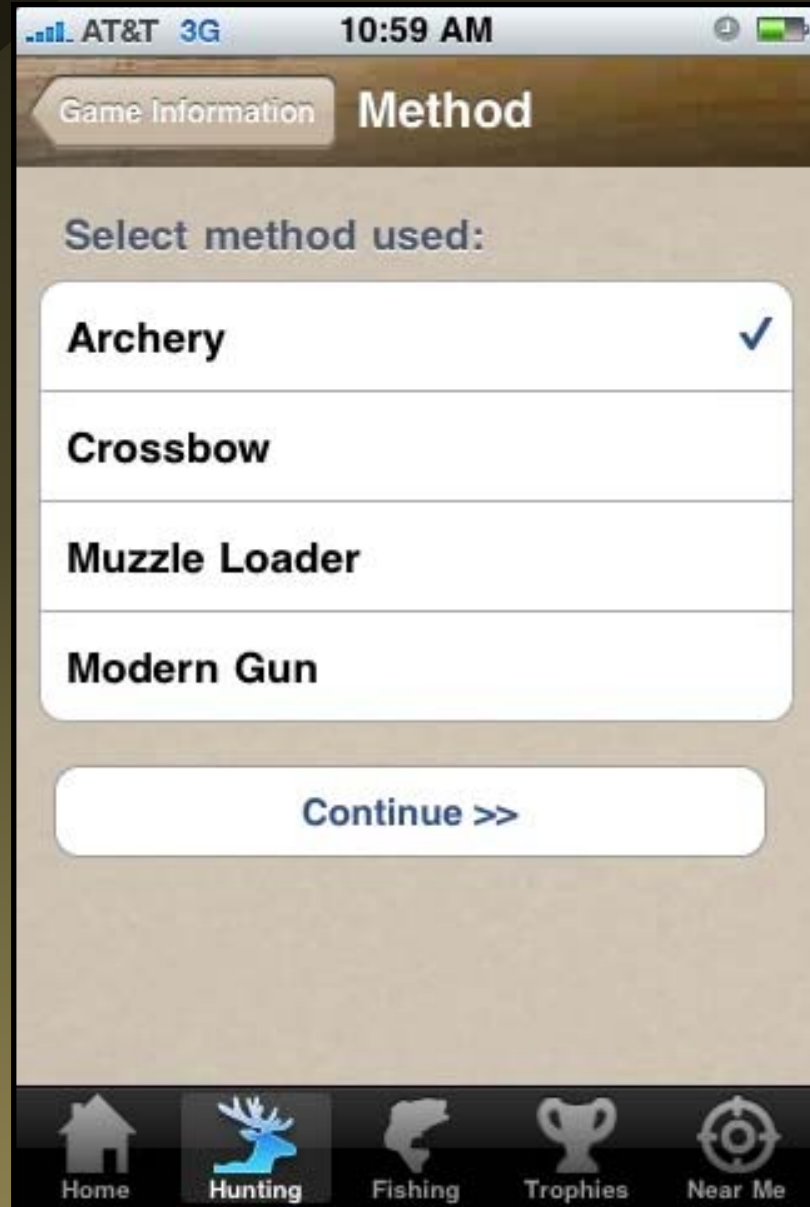 AT&T 3G 10:59 AM
Game Information Method
Select method used:
Archery
Crossbow
Muzzle Loader
Modern Gun
Continue >>
Home Hunting Fishing Trophies Near Me